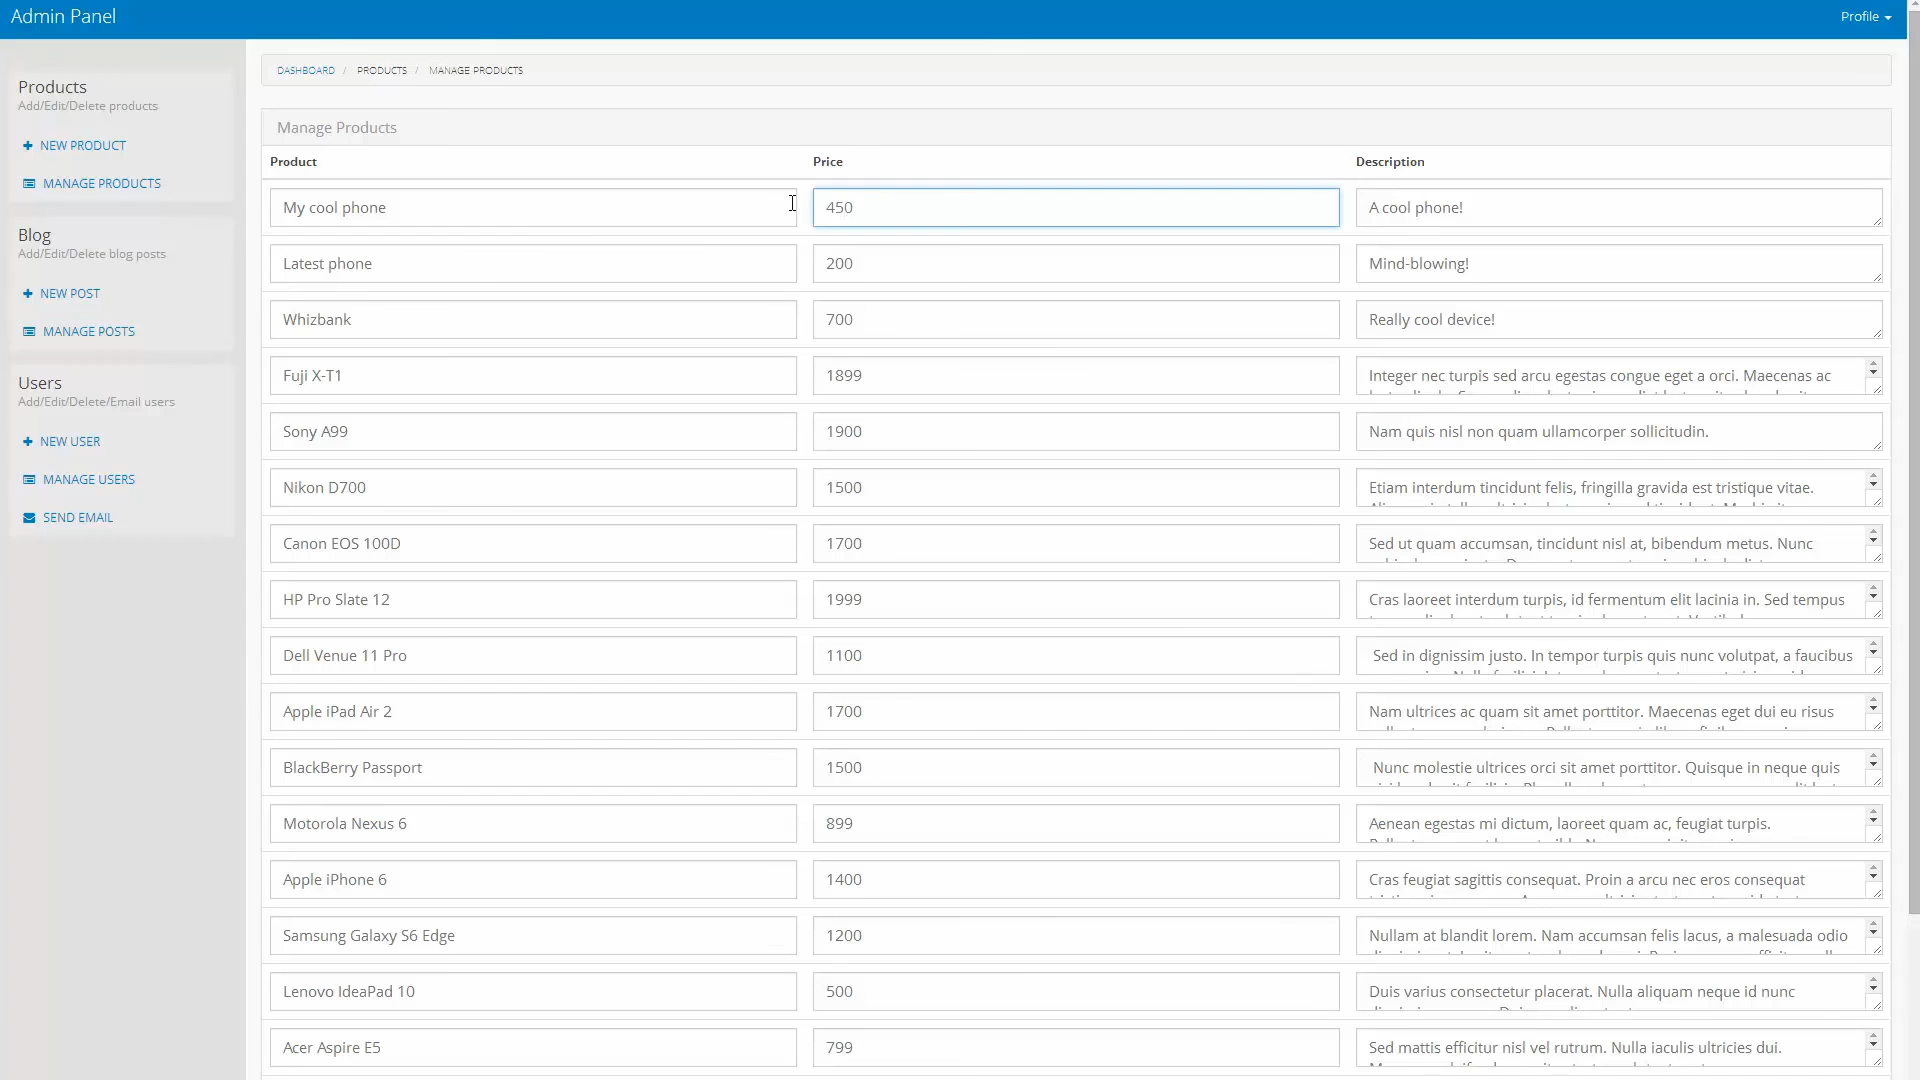 Admin Panel
Profile
Products
Add/Edit/Delete products
NEW PRODUCT
MANAGE PRODUCTS
Blog
Add/Edit/Delete blog posts
NEW POST
MANAGE POSTS
Users
Add/Edit/Delete/Email users
NEW USER
MANAGE USERS
SEND EMAIL
DASHBOARD / PRODUCTS / MANAGE PRODUCTS
Manage Products
Product Price Description
My cool phone 450 A cool phone!
Latest phone 200 Mind-blowing!
Whizbank 700 Really cool device!
Fuji X-T1 1899 Integer nec turpis sed arcu egestas congue eget a orci. Maecenas ac
Sony A99 1900 Nam quis nisl non quam ullamcorper sollicitudin.
Nikon D700 1500 Etiam interdum tincidunt felis, fringilla gravida est tristique vitae.
Canon EOS 100D 1700 Sed ut quam accumsan, tincidunt nisl at, bibendum metus. Nunc
HP Pro Slate 12 1999 Cras laoreet interdum turpis, id fermentum elit lacinia in. Sed tempus
Dell Venue 11 Pro 1100 Sed in dignissim justo. In tempor turpis quis nunc volutpat, a faucibus
Apple iPad Air 2 1700 Nam ultrices ac quam sit amet porttitor. Maecenas eget dui eu risus
BlackBerry Passport 1500 Nunc molestie ultrices orci sit amet porttitor. Quisque in neque quis
Motorola Nexus 6 899 Aenean egestas mi dictum, laoreet quam ac, feugiat turpis.
Apple iPhone 6 1400 Cras feugiat sagittis consequat. Proin a arcu nec eros consequat
Samsung Galaxy S6 Edge 1200 Nullam at blandit lorem. Nam accumsan felis lacus, a malesuada odio
Lenovo IdeaPad 10 500 Duis varius consectetur placerat. Nulla aliquam neque id nunc
Acer Aspire E5 799 Sed mattis efficitur nisl vel rutrum. Nulla iaculis ultricies dui.